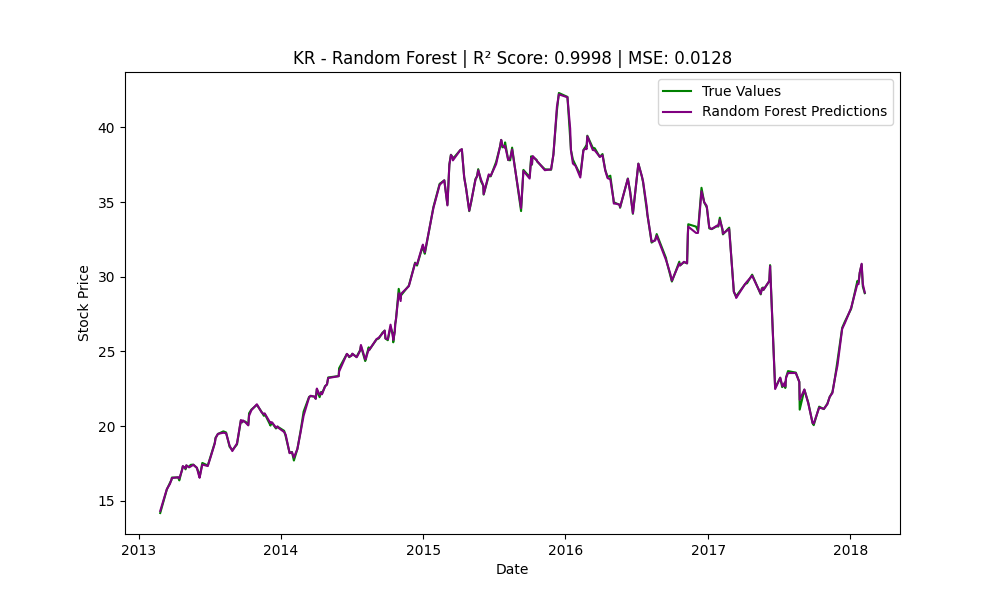 KR - Random Forest | R² Score: 0.9998 | MSE: 0.0128
True Values
Random Forest Predictions
40
35
30
25
20
15
Stock Price
2013 2014 2015 2016 2017 2018
Date